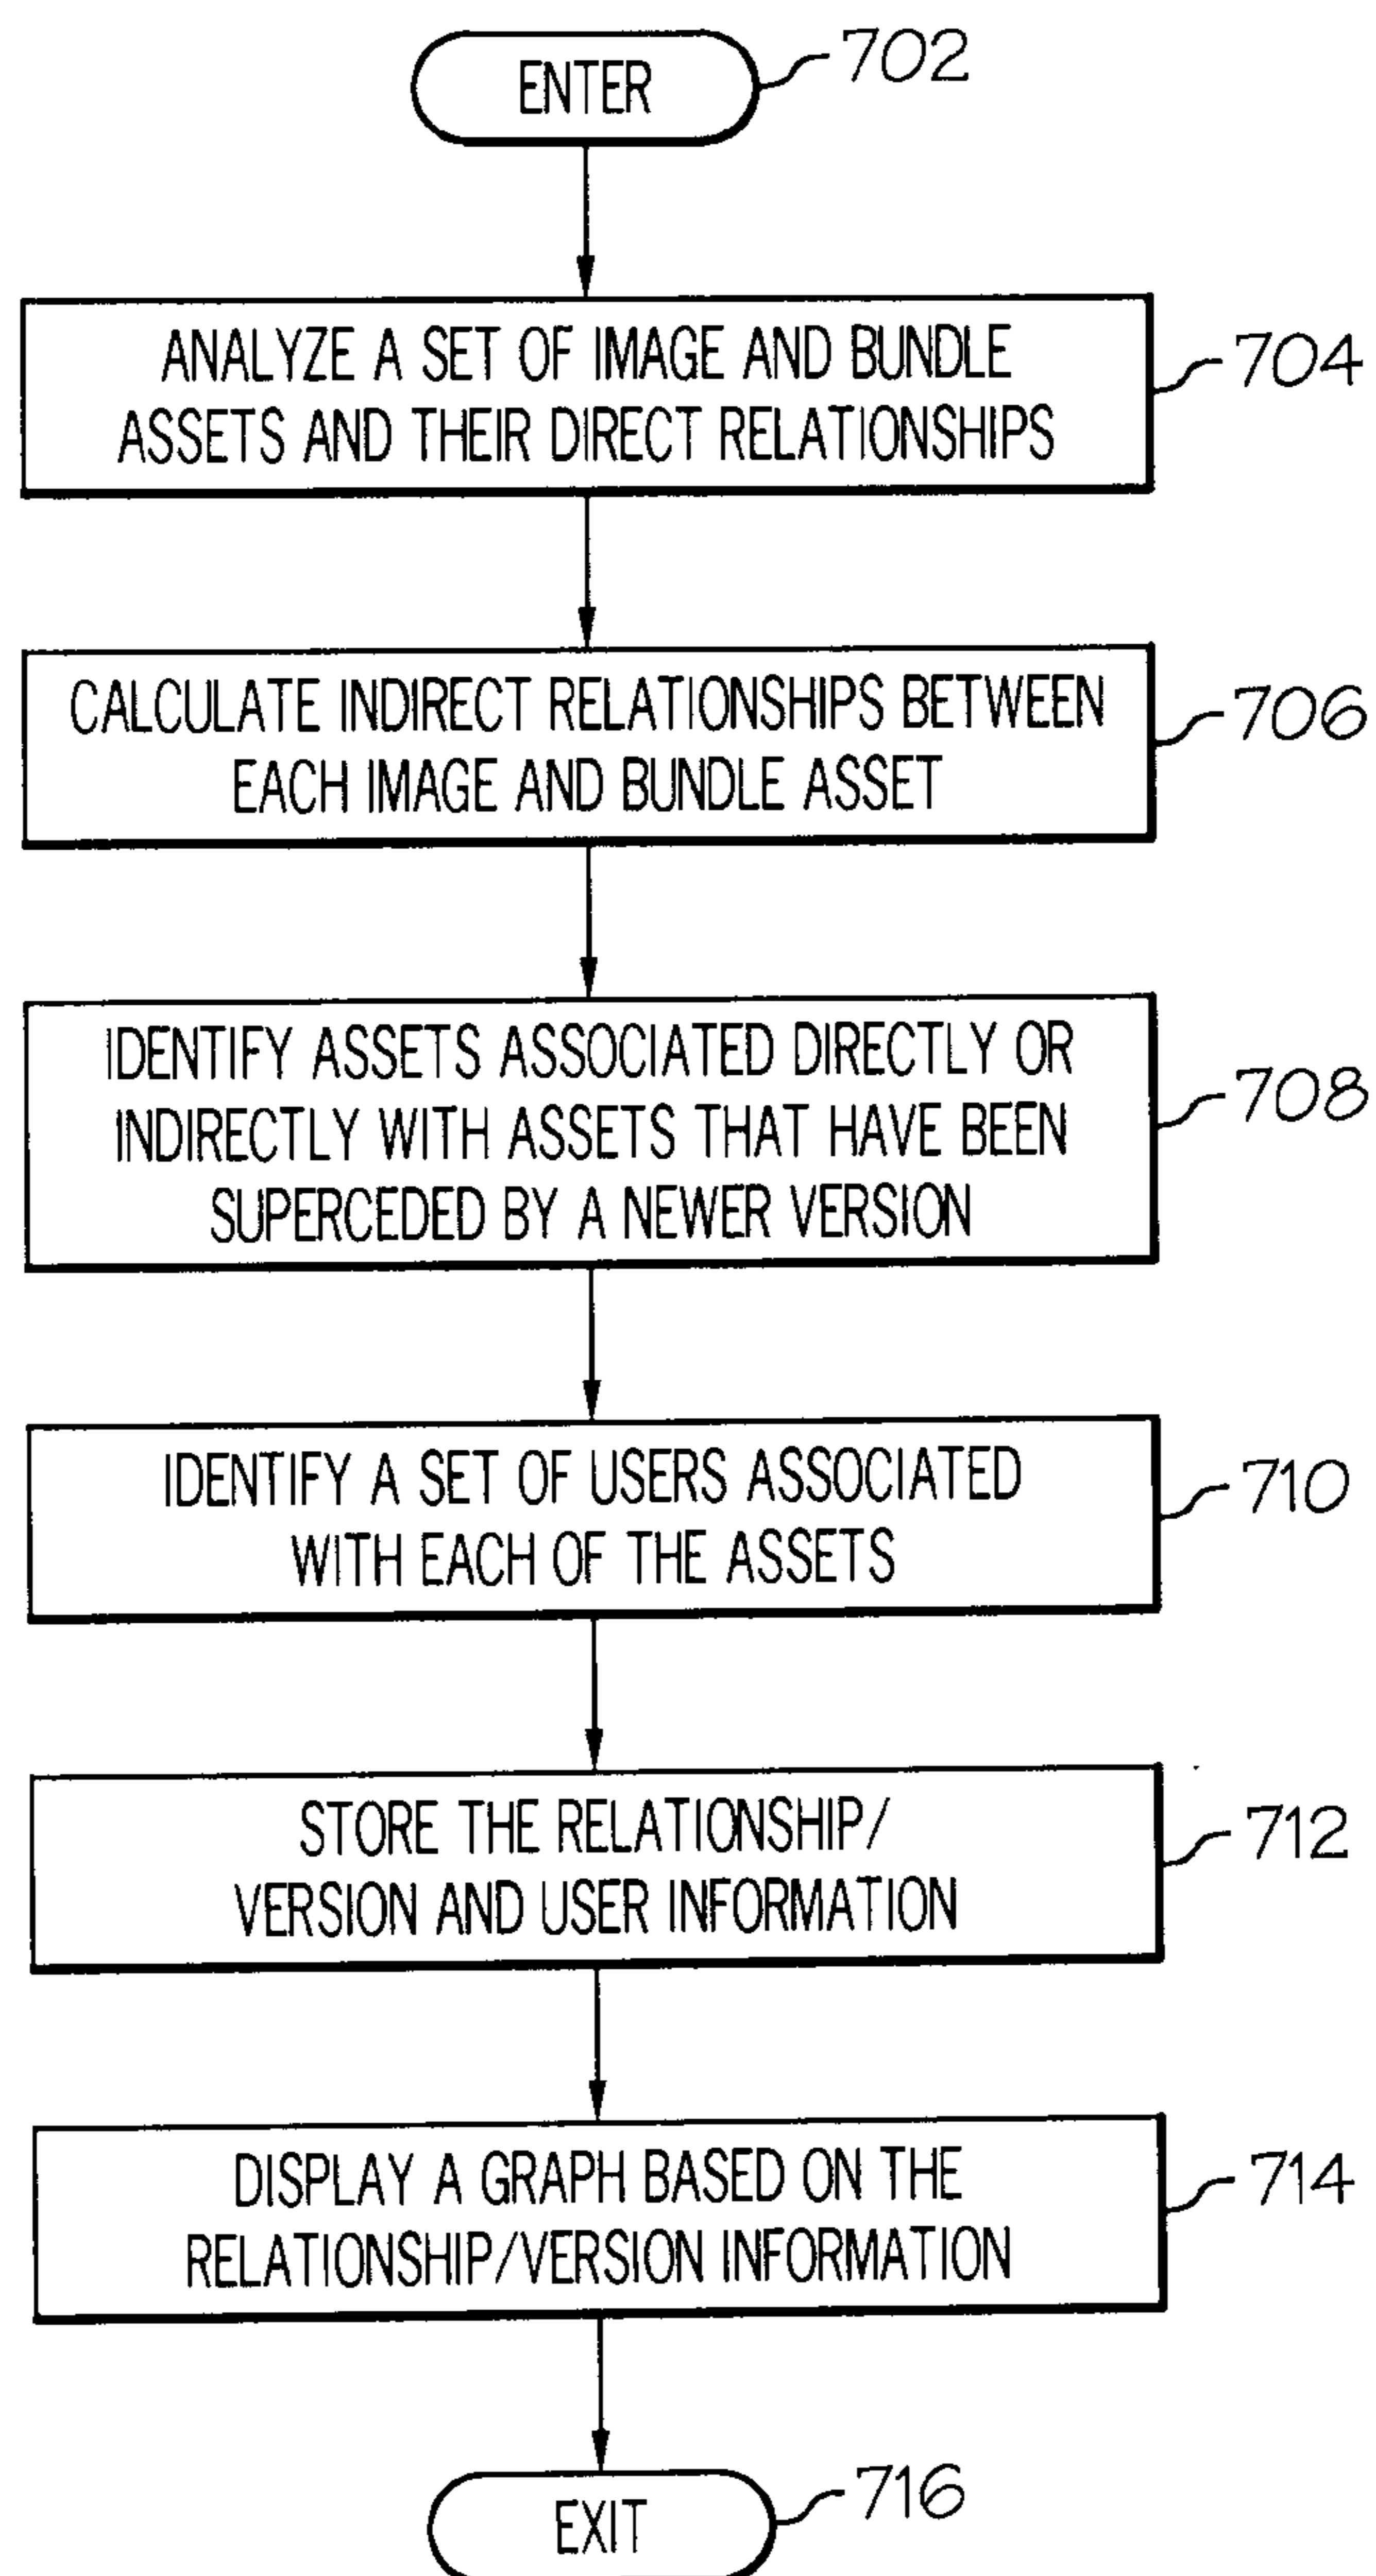 ENTER
702
ANALYZE A SET OF IMAGE AND BUNDLE
ASSETS AND THEIR DIRECT RELATIONSHIPS
704
CALCULATE INDIRECT RELATIONSHIPS BETWEEN
EACH IMAGE AND BUNDLE ASSET
706
IDENTIFY ASSETS ASSOCIATED DIRECTLY OR
INDIRECTLY WITH ASSETS THAT HAVE BEEN
SUPERCEDED BY A NEWER VERSION
708
IDENTIFY A SET OF USERS ASSOCIATED
WITH EACH OF THE ASSETS
710
STORE THE RELATIONSHIP/
VERSION AND USER INFORMATION
712
DISPLAY A GRAPH BASED ON THE
RELATIONSHIP/VERSION INFORMATION
714
EXIT
716